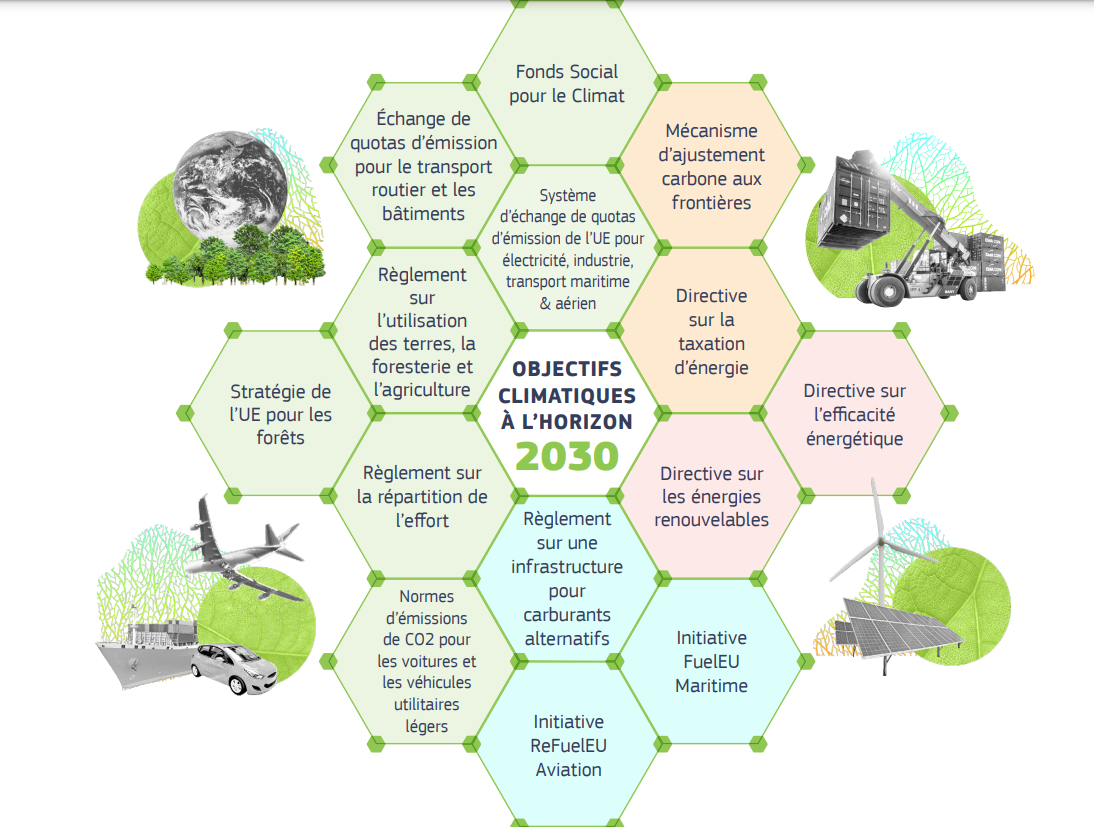 Fonds Social
pour le Climat
Échange de
quotas d'émission
pour le transport
routier et les
bâtiments
Mécanisme
d'ajustement
carbone aux
frontières
Système
d'échange de quotas
d'émission de l'UE pour
électricité, industrie,
transport maritime
& aérien
Règlement
sur
l'utilisation
des terres, la
foresterie et
l'agriculture
Directive
sur la
taxation
d'énergie
Stratégie de
l'UE pour les
forêts
OBJECTIFS
CLIMATIQUES
À L'HORIZON
2030
Directive sur
l'efficacité
énergétique
Règlement sur
la répartition de
l'effort
Directive sur
les énergies
renouvelables
Règlement
sur une
infrastructure
pour
carburants
alternatifs
Normes
d'émissions
de CO2 pour
les voitures et
les véhicules
utilitaires
légers
Initiative
FuelEU
Maritime
Initiative
ReFuelEU
Aviation